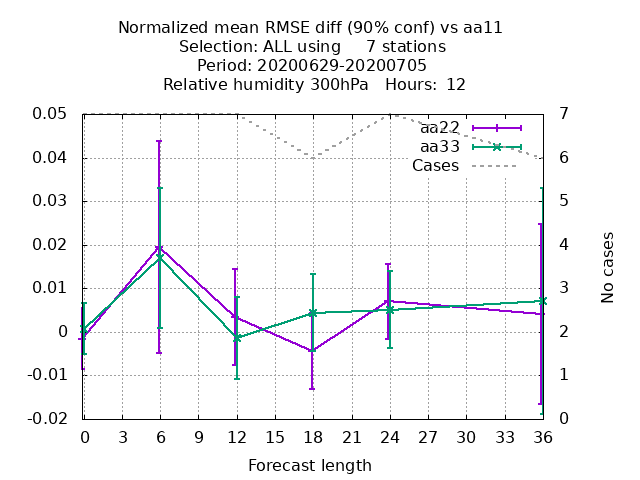 Normalized mean RMSE diff (90% conf) vs aa11
Selection: ALL using     7 stations
Period: 20200629-20200705
Relative humidity 300hPa   Hours:  12
0.05
0.04
0.03
0.02
0.01
0
-0.01
-0.02
7
6
5
4
3
2
1
0
aa22
aa33
Cases
No cases
0 3 6 9 12 15 18 21 24 27 30 33 36
Forecast length